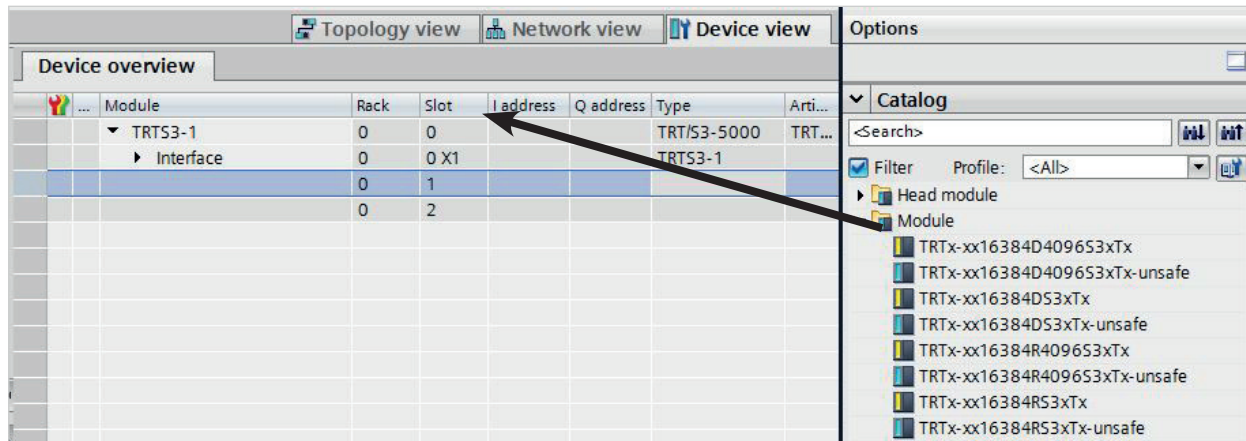 Topology view Network view Device view Options
Device overview
... Module Rack Slot I address Q address Type Arti... Catalog
TRTS3-1 0 0 TRT/S3-5000 TRT... <Search>
Interface 0 0 X1 TRTS3-1 Filter Profile: <All>
0 1 Head module
0 2 Module
TRTx-xx16384D4096S3xTx
TRTx-xx16384D4096S3xTx-unsafe
TRTx-xx16384DS3xTx
TRTx-xx16384DS3xTx-unsafe
TRTx-xx16384R4096S3xTx
TRTx-xx16384R4096S3xTx-unsafe
TRTx-xx16384RS3xTx
TRTx-xx16384RS3xTx-unsafe